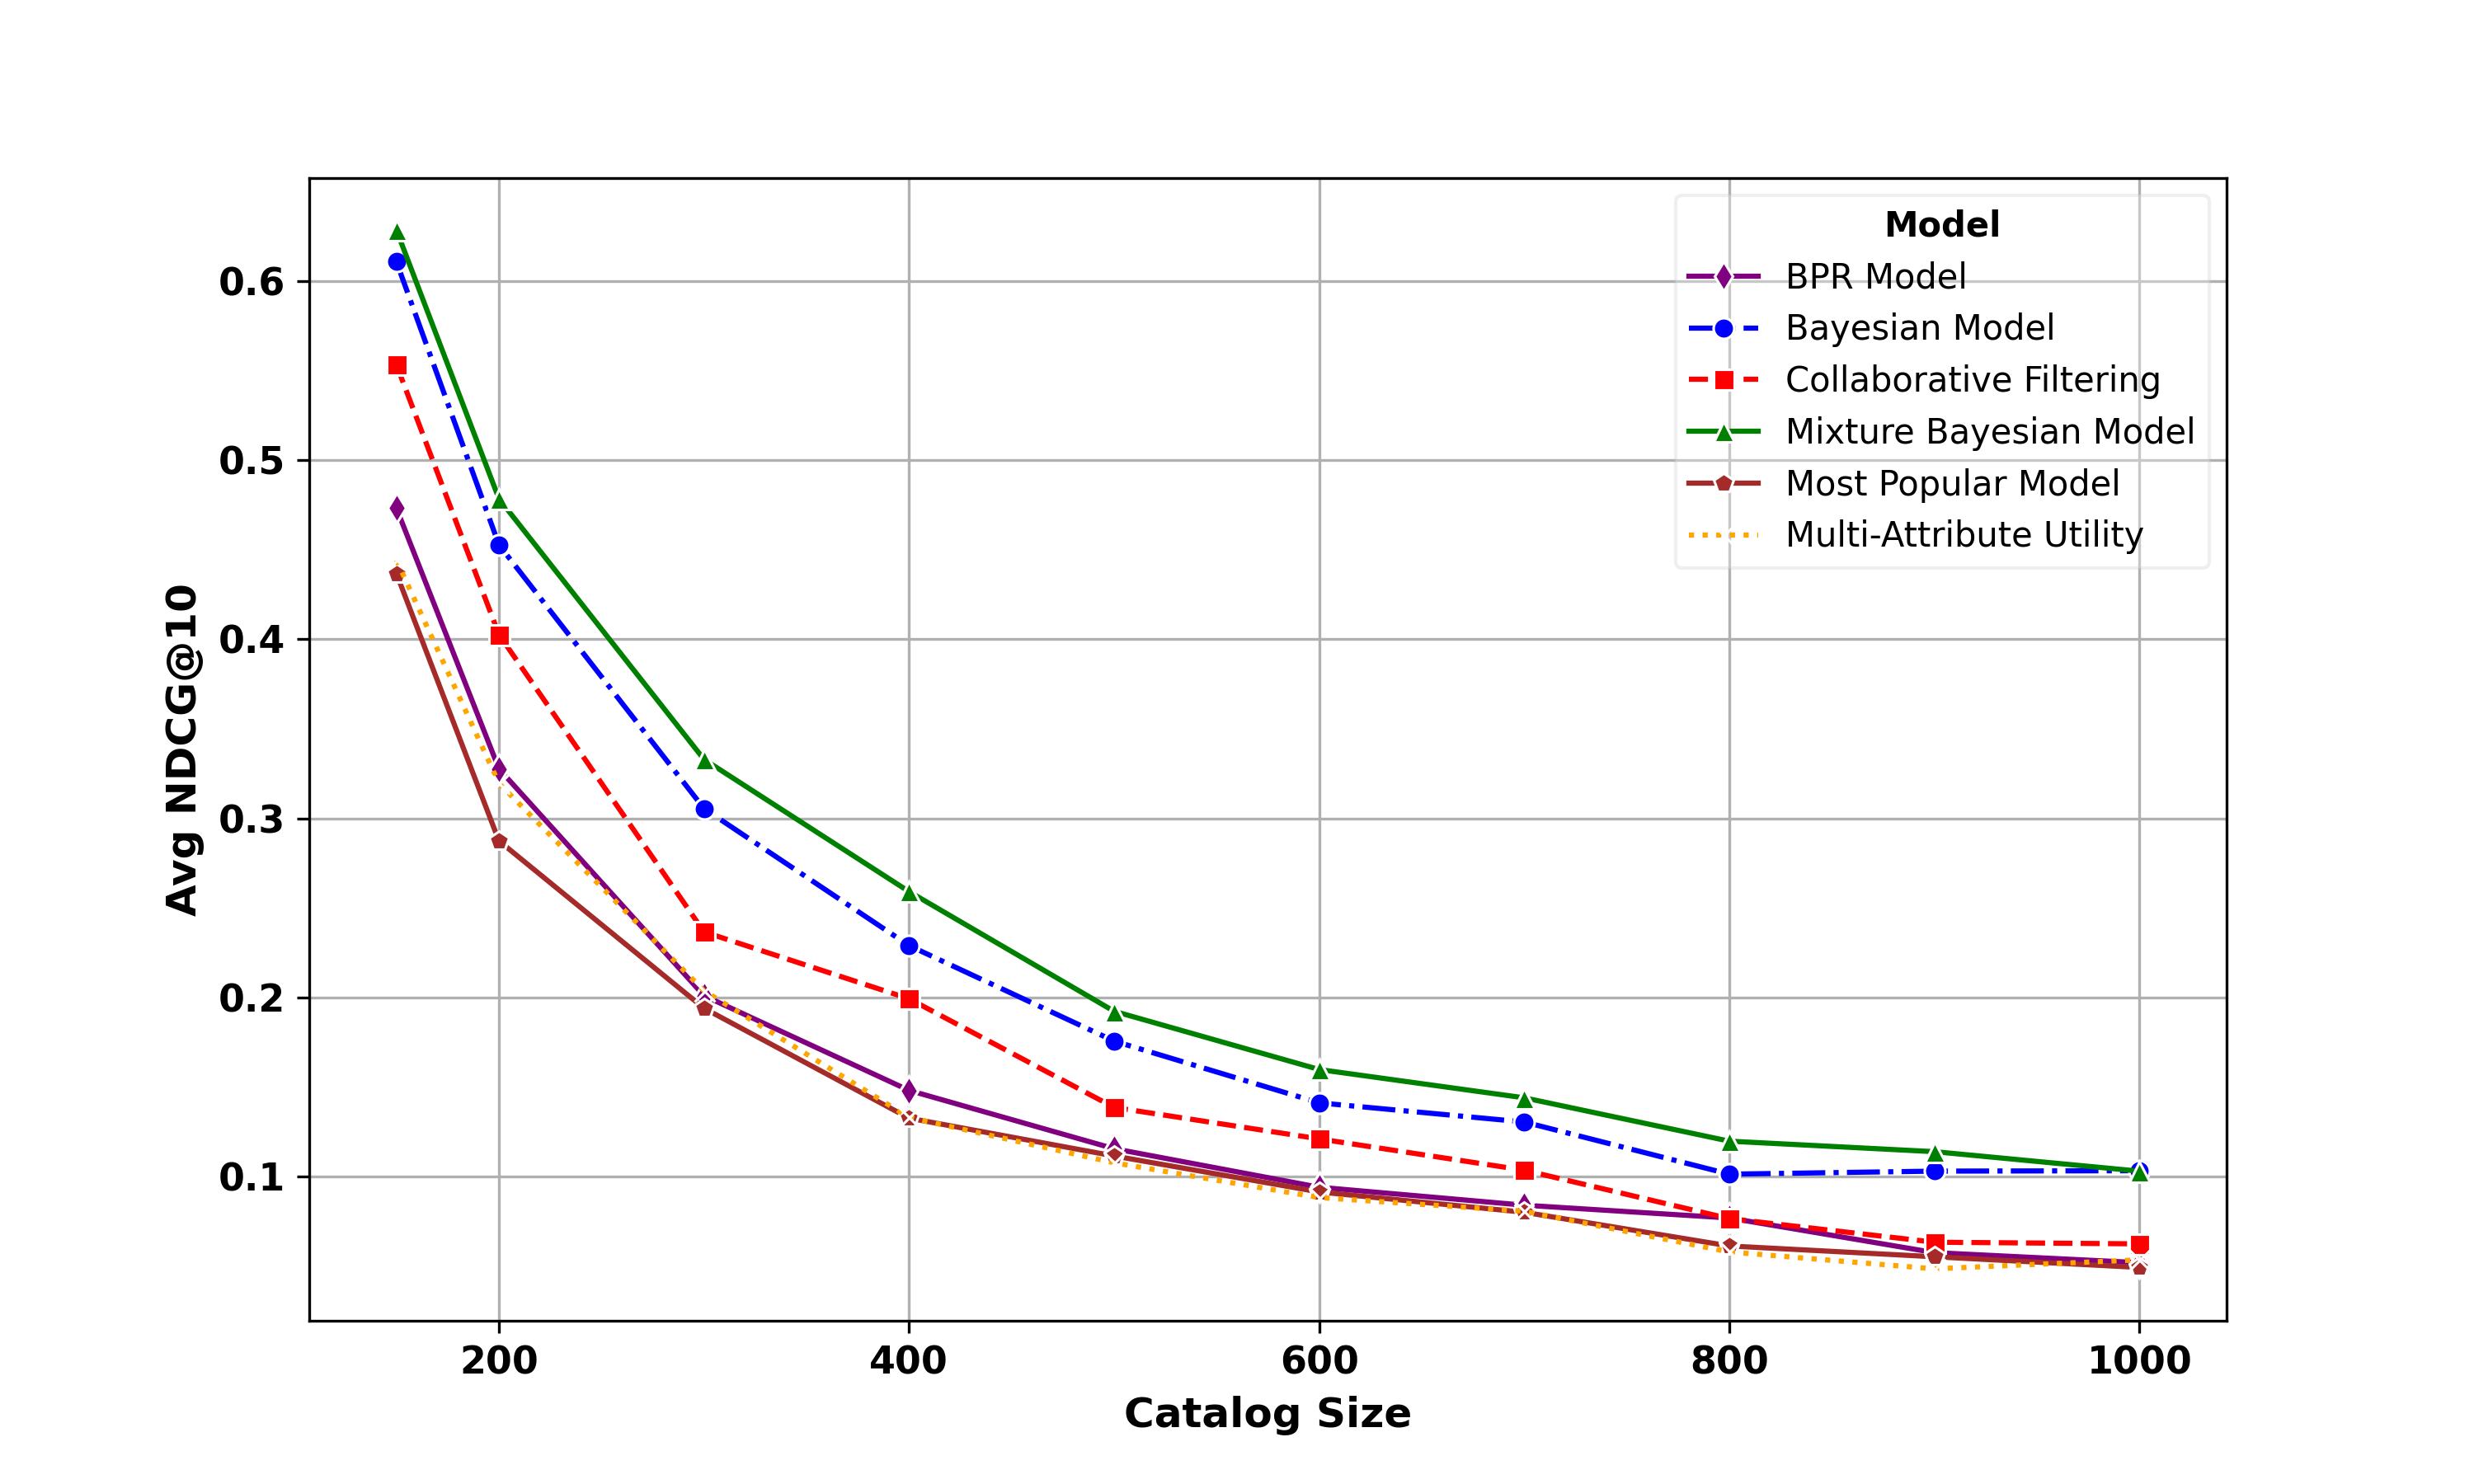 Model
BPR Model
Bayesian Model
Collaborative Filtering
Mixture Bayesian Model
Most Popular Model
Multi-Attribute Utility
Avg NDCG@10
0.6
0.5
0.4
0.3
0.2
0.1
200 400 600 800 1000
Catalog Size